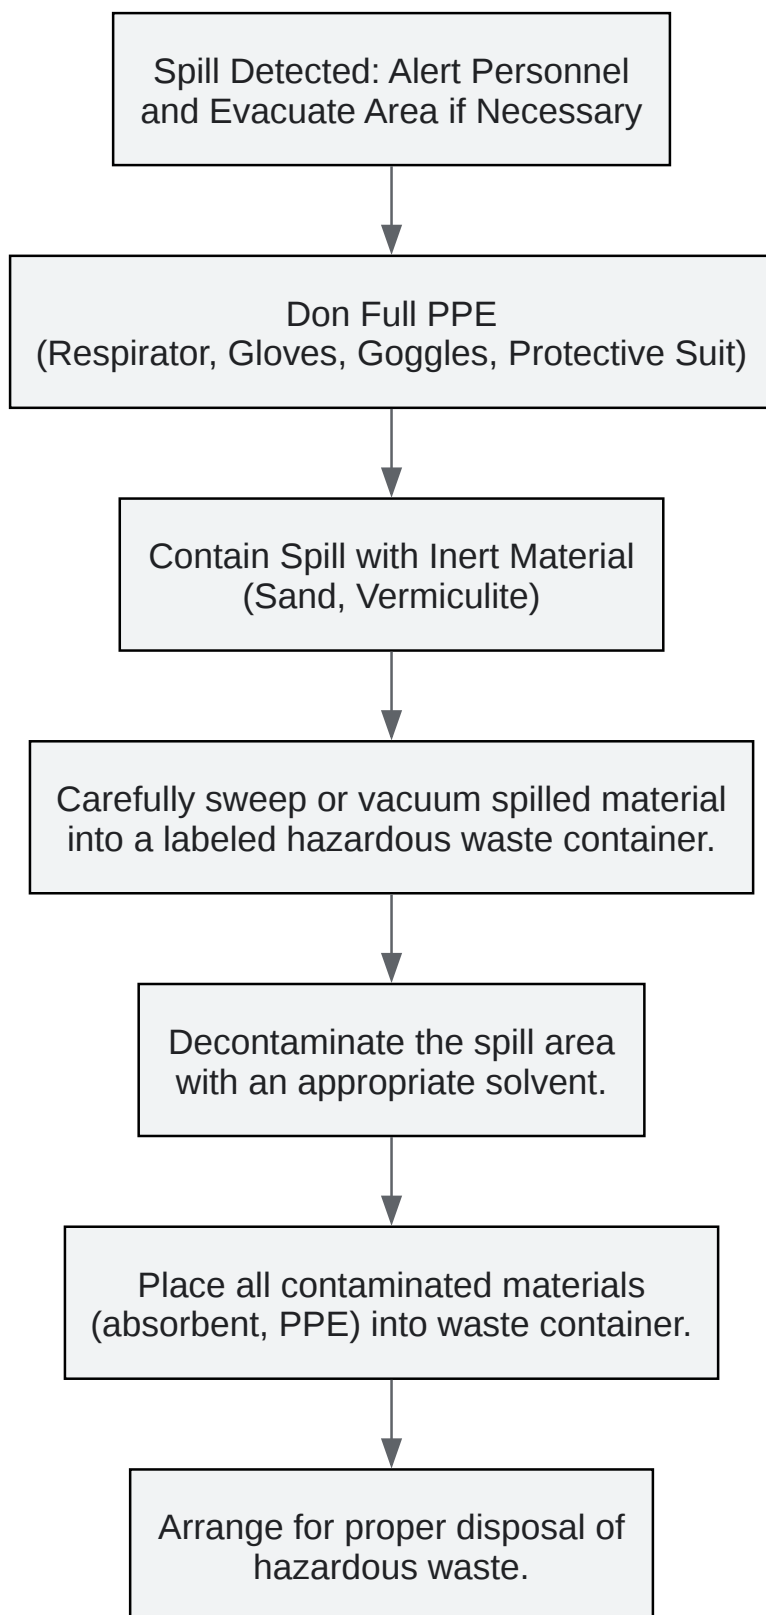 Spill Detected: Alert Personnel
and Evacuate Area if Necessary
Don Full PPE
(Respirator, Gloves, Goggles, Protective Suit)
Contain Spill with Inert Material
(Sand, Vermiculite)
Carefully sweep or vacuum spilled material
into a labeled hazardous waste container.
Decontaminate the spill area
with an appropriate solvent.
Place all contaminated materials
(absorbent, PPE) into waste container.
Arrange for proper disposal of
hazardous waste.